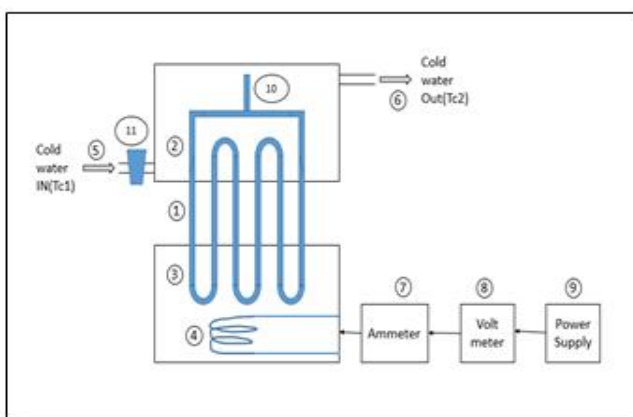 10
Cold
water
Out(Tc2)
6
11
5
Cold
water
IN(Tc1)
2
1
3
4
7
Ammeter
8
Volt
meter
9
Power
Supply